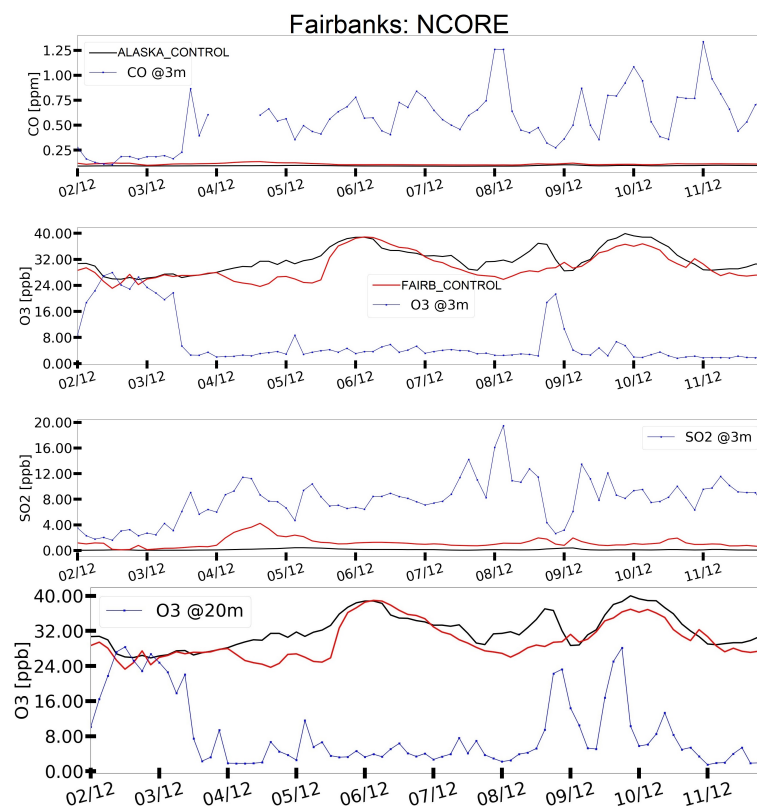 Fairbanks: NCORE
1.25
1.00
0.75
0.50
0.25
CO [ppm]
ALASKA_CONTROL
CO @3m
02/12 03/12 04/12 05/12 06/12 07/12 08/12 09/12 10/12 11/12
40.00
32.00
24.00
16.00
8.00
0.00
O3 [ppb]
FAIRB_CONTROL
O3 @3m
02/12 03/12 04/12 05/12 06/12 07/12 08/12 09/12 10/12 11/12
20.00
16.00
12.00
8.00
4.00
0.00
SO2 [ppb]
SO2 @3m
02/12 03/12 04/12 05/12 06/12 07/12 08/12 09/12 10/12 11/12
40.00
32.00
24.00
16.00
8.00
0.00
O3 [ppb]
O3 @20m
02/12 03/12 04/12 05/12 06/12 07/12 08/12 09/12 10/12 11/12